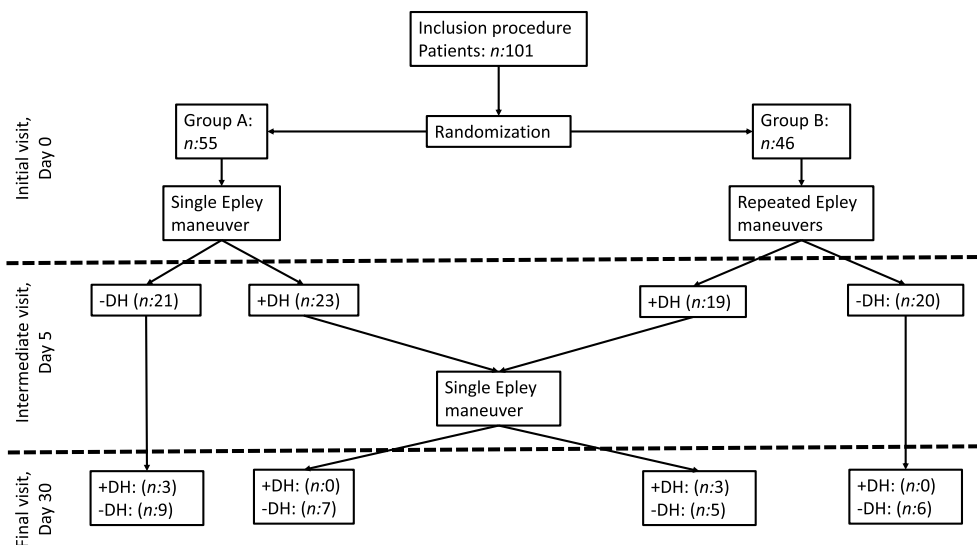 Inclusion procedure
Patients: n:101
Randomization
Group A:
n:55
Group B:
n:46
Initial visit,
Day 0
Single Epley
maneuver
Repeated Epley
maneuvers
Intermediate visit,
Day 5
-DH (n:21)
+DH (n:23)
+DH (n:19)
-DH: (n:20)
Single Epley
maneuver
Final visit,
Day 30
+DH: (n:3)
-DH: (n:9)
+DH: (n:0)
-DH: (n:7)
+DH: (n:3)
-DH: (n:5)
+DH: (n:0)
-DH: (n:6)